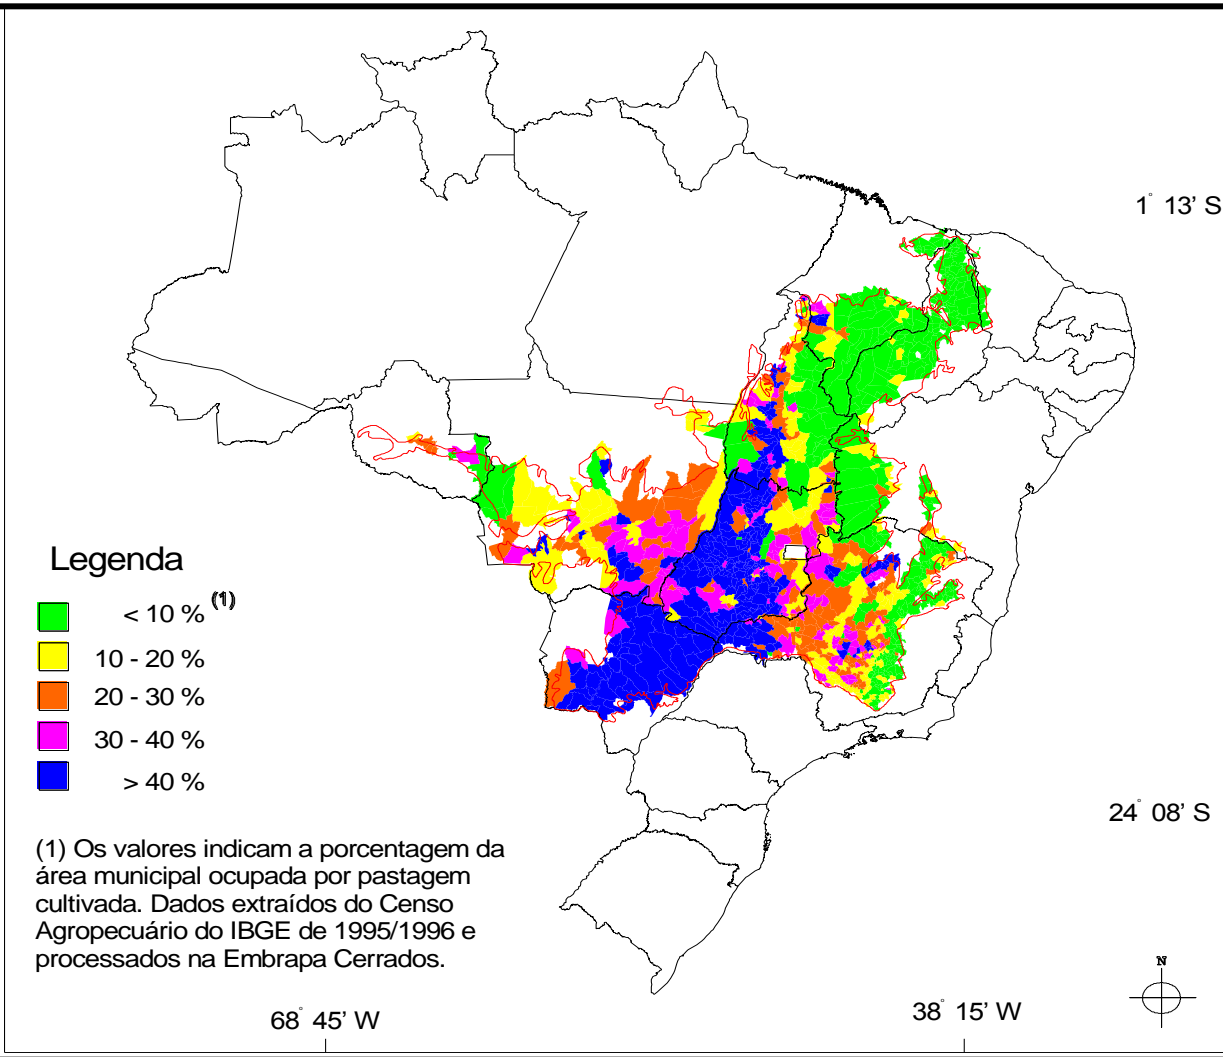 1° 13' S
Legenda
< 10 % (1)
10 - 20 %
20 - 30 %
30 - 40 %
> 40 %
24° 08' S
(1) Os valores indicam a porcentagem da
área municipal ocupada por pastagem
cultivada. Dados extraídos do Censo
Agropecuário do IBGE de 1995/1996 e
processados na Embrapa Cerrados.
N
68° 45' W
38° 15' W